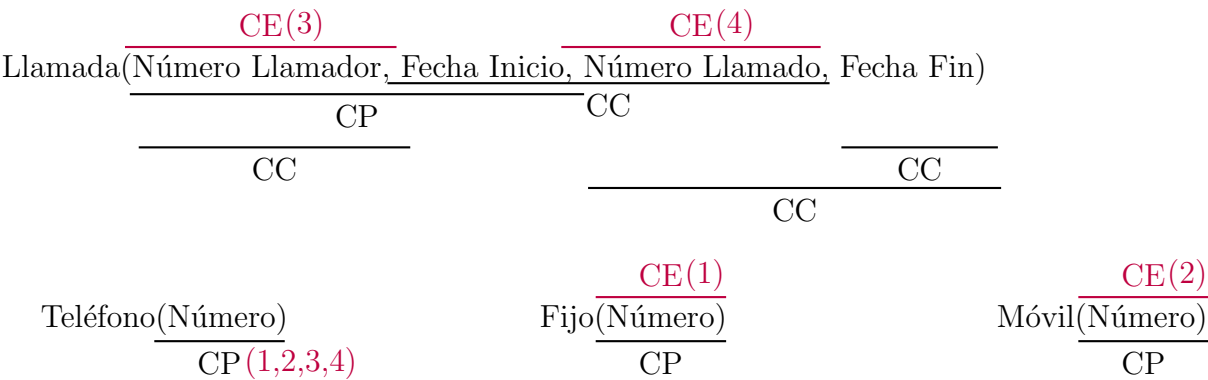 CE(3) CE(4)
Llamada(Número Llamador, Fecha Inicio, Número Llamado, Fecha Fin)
CC
CP
CC CC
CC
CE(1) CE(2)
Teléfono(Número) Fijo(Número) Móvil(Número)
CP(1,2,3,4) CP CP